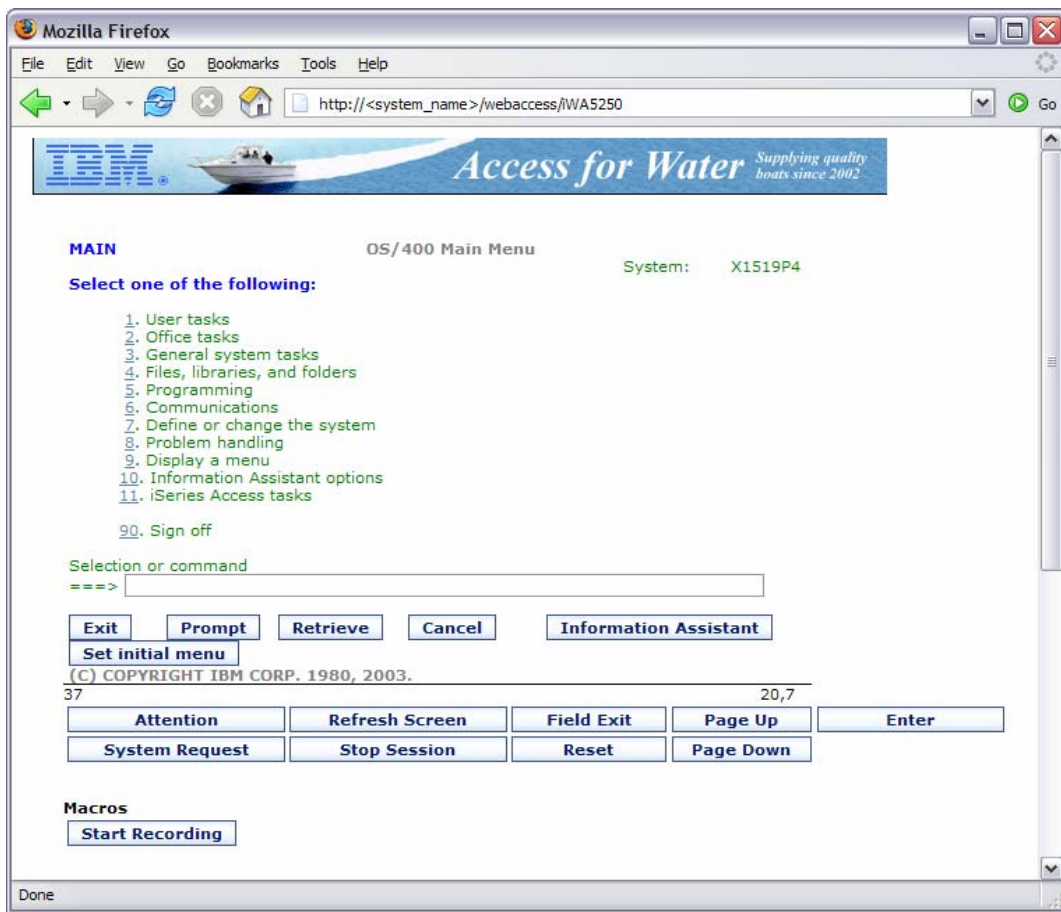 Mozilla Firefox
File Edit View Go Bookmarks Tools Help
http://<system_name>/webaccess/iWA5250 Go
IBM. Access for Water Supplying quality boats since 2002
MAIN OS/400 Main Menu
System: X1519P4
Select one of the following:
1. User tasks
2. Office tasks
3. General system tasks
4. Files, libraries, and folders
5. Programming
6. Communications
7. Define or change the system
8. Problem handling
9. Display a menu
10. Information Assistant options
11. iSeries Access tasks
90. Sign off
Selection or command
===>
Exit Prompt Retrieve Cancel Information Assistant
Set initial menu
(C) COPYRIGHT IBM CORP. 1980, 2003.
37 20,7
Attention Refresh Screen Field Exit Page Up Enter
System Request Stop Session Reset Page Down
Macros
Start Recording
Done